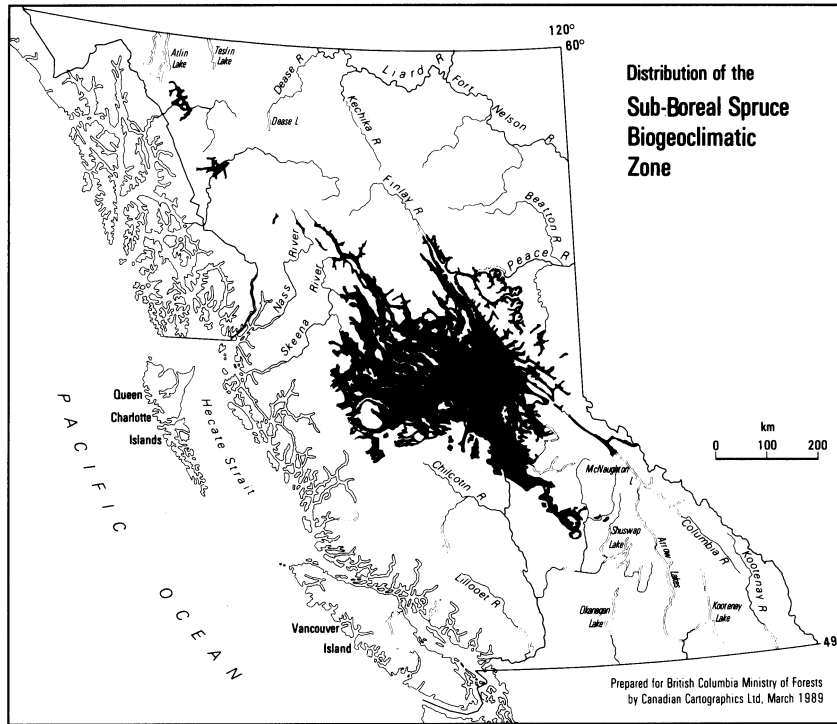 120°
60°
Distribution of the
Sub-Boreal Spruce
Biogeoclimatic
Zone
Atlin
Lake
Teslin
Lake
Dease R
Liard R
Fort
Nelson R
Dease L
Kechika R
Finlay R
Beatton R
Peace R
Nass River
Skeena River
Queen
Charlotte
Islands
Hecate Strait
PACIFIC OCEAN
km
0 100 200
McNaughton
L
Chilcotin R
Shuswap
Lake
Columbia R
Kootenay R
Arrow Lakes
Lillooet R
Okanagan
Lake
Kootenay
Lake
Vancouver
Island
49
Prepared for British Columbia Ministry of Forests
by Canadian Cartographics Ltd, March 1989